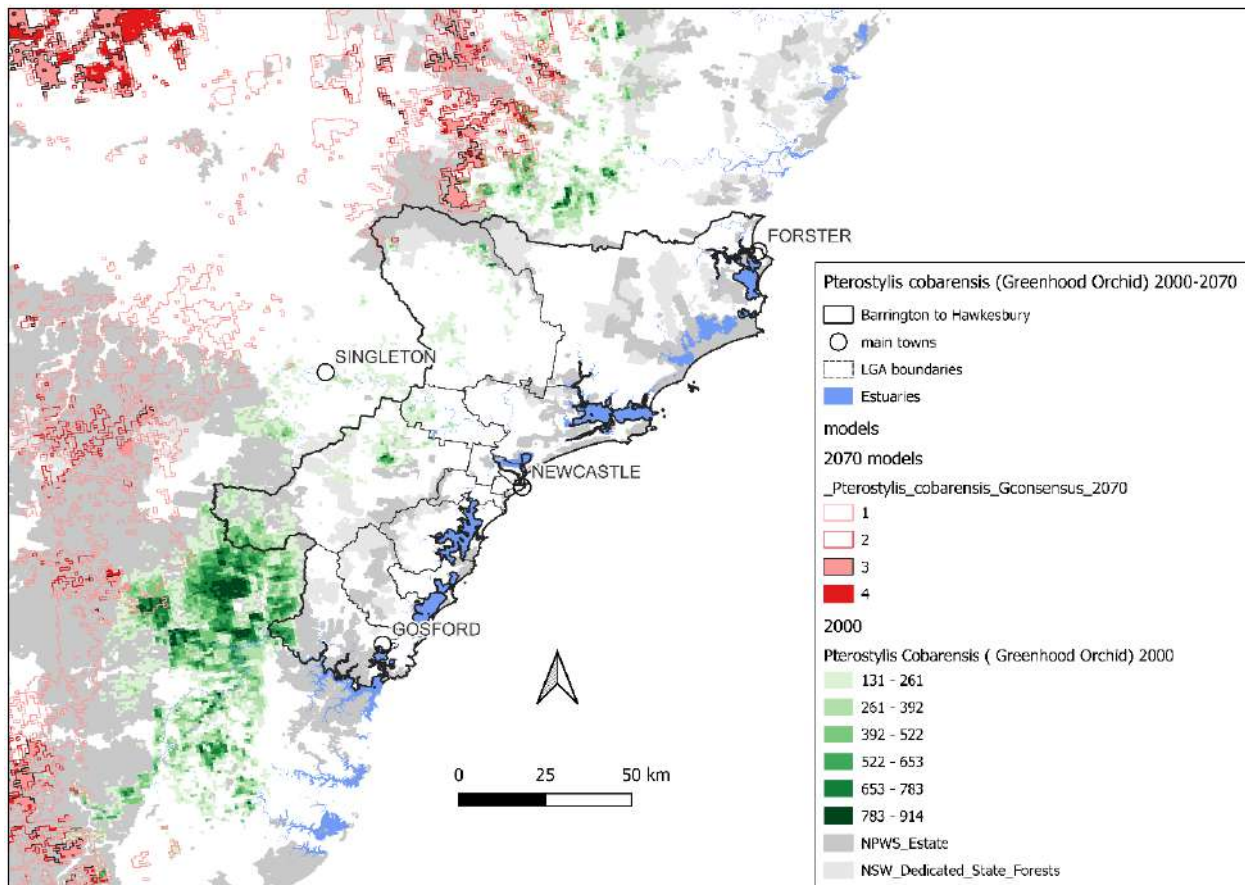 FORSTER
SINGLETON
NEWCASTLE
GOSFORD
0 25 50 km
Pterostylis cobarensis (Greenhood Orchid) 2000-2070
Barrington to Hawkesbury
main towns
LGA boundaries
Estuaries
models
2070 models
_Pterostylis_cobarensis_Gconsensus_2070
1
2
3
4
2000
Pterostylis Cobarensis ( Greenhood Orchid) 2000
131 - 261
261 - 392
392 - 522
522 - 653
653 - 783
783 - 914
NPWS_Estate
NSW_Dedicated_State_Forests